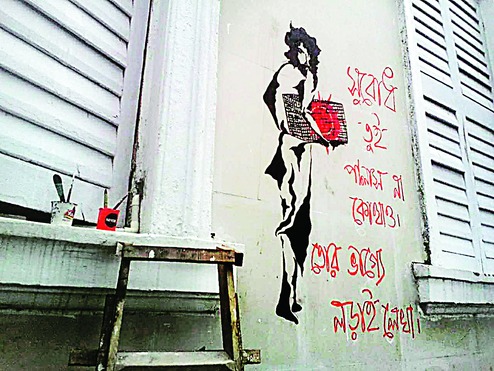 সুবোধ
তুই
পালাস না
কোথাও।
তোর ভাগ্যে
লড়াই লেখা।